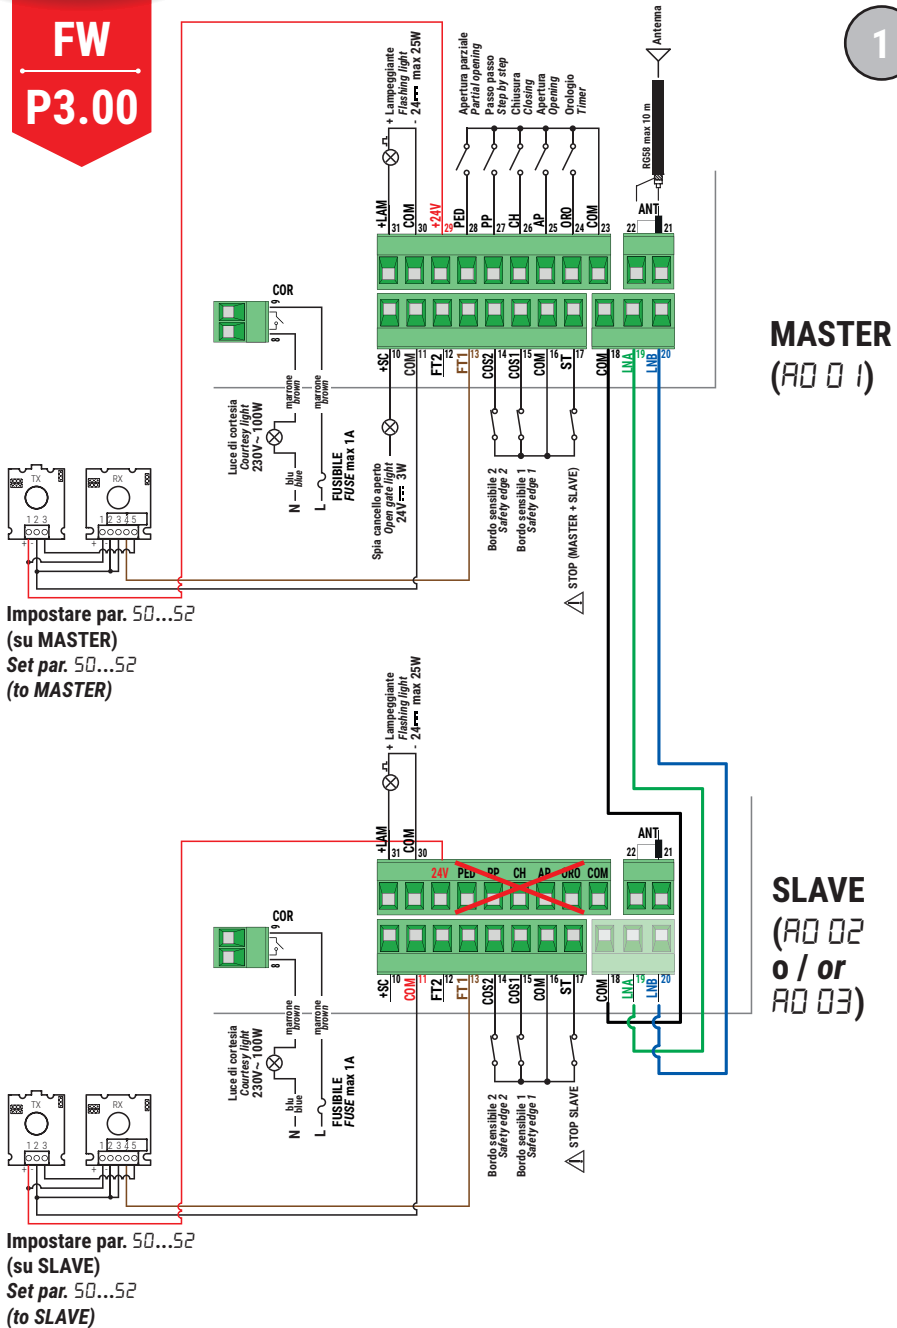 FW
P3.00
1
+ Lampeggiante
Flashing light
- 24 max 25W
Apertura parziale
Partial opening
Passo passo
Step by step
Chiusura
Closing
Apertura
Opening
Orologio
Timer
Antenna
RG58 max 10 m
+LAM
COM
+24V
PED
PP
CH
AP
ORO
COM
ANT
31 30 29 28 27 26 25 24 23 22 21
COR
9
8
+SC
COM
FT2
FT1
COS2
COS1
COM
ST
COM
LNA
LNB
10 11 12 13 14 15 16 17 18 19 20
MASTER
(A0 01)
marrone
brown
marrone
brown
Luce di cortesia
Courtesy light
230V~ 100W
blu
blue
N
L
FUSIBILE
FUSE max 1A
Spia cancello aperto
Open gate light
24V 3W
Bordo sensibile 2
Safety edge 2
Bordo sensibile 1
Safety edge 1
STOP (MASTER + SLAVE)
TX
1 2 3
+ -
RX
1 2 3 4 5
+ -
Impostare par. 50...52
(su MASTER)
Set par. 50...52
(to MASTER)
+ Lampeggiante
Flashing light
- 24 max 25W
+LAM
COM
31 30
ANT
22 21
24V PED PP CH AP ORO COM
COR
9
8
+SC
COM
FT2
FT1
COS2
COS1
COM
ST
COM
LNA
LNB
10 11 12 13 14 15 16 17 18 19 20
SLAVE
(A0 02
o / or
A0 03)
marrone
brown
marrone
brown
Luce di cortesia
Courtesy light
230V~ 100W
blu
blue
N
L
FUSIBILE
FUSE max 1A
Bordo sensibile 2
Safety edge 2
Bordo sensibile 1
Safety edge 1
STOP SLAVE
TX
1 2 3
+ -
RX
1 2 3 4 5
+ -
Impostare par. 50...52
(su SLAVE)
Set par. 50...52
(to SLAVE)